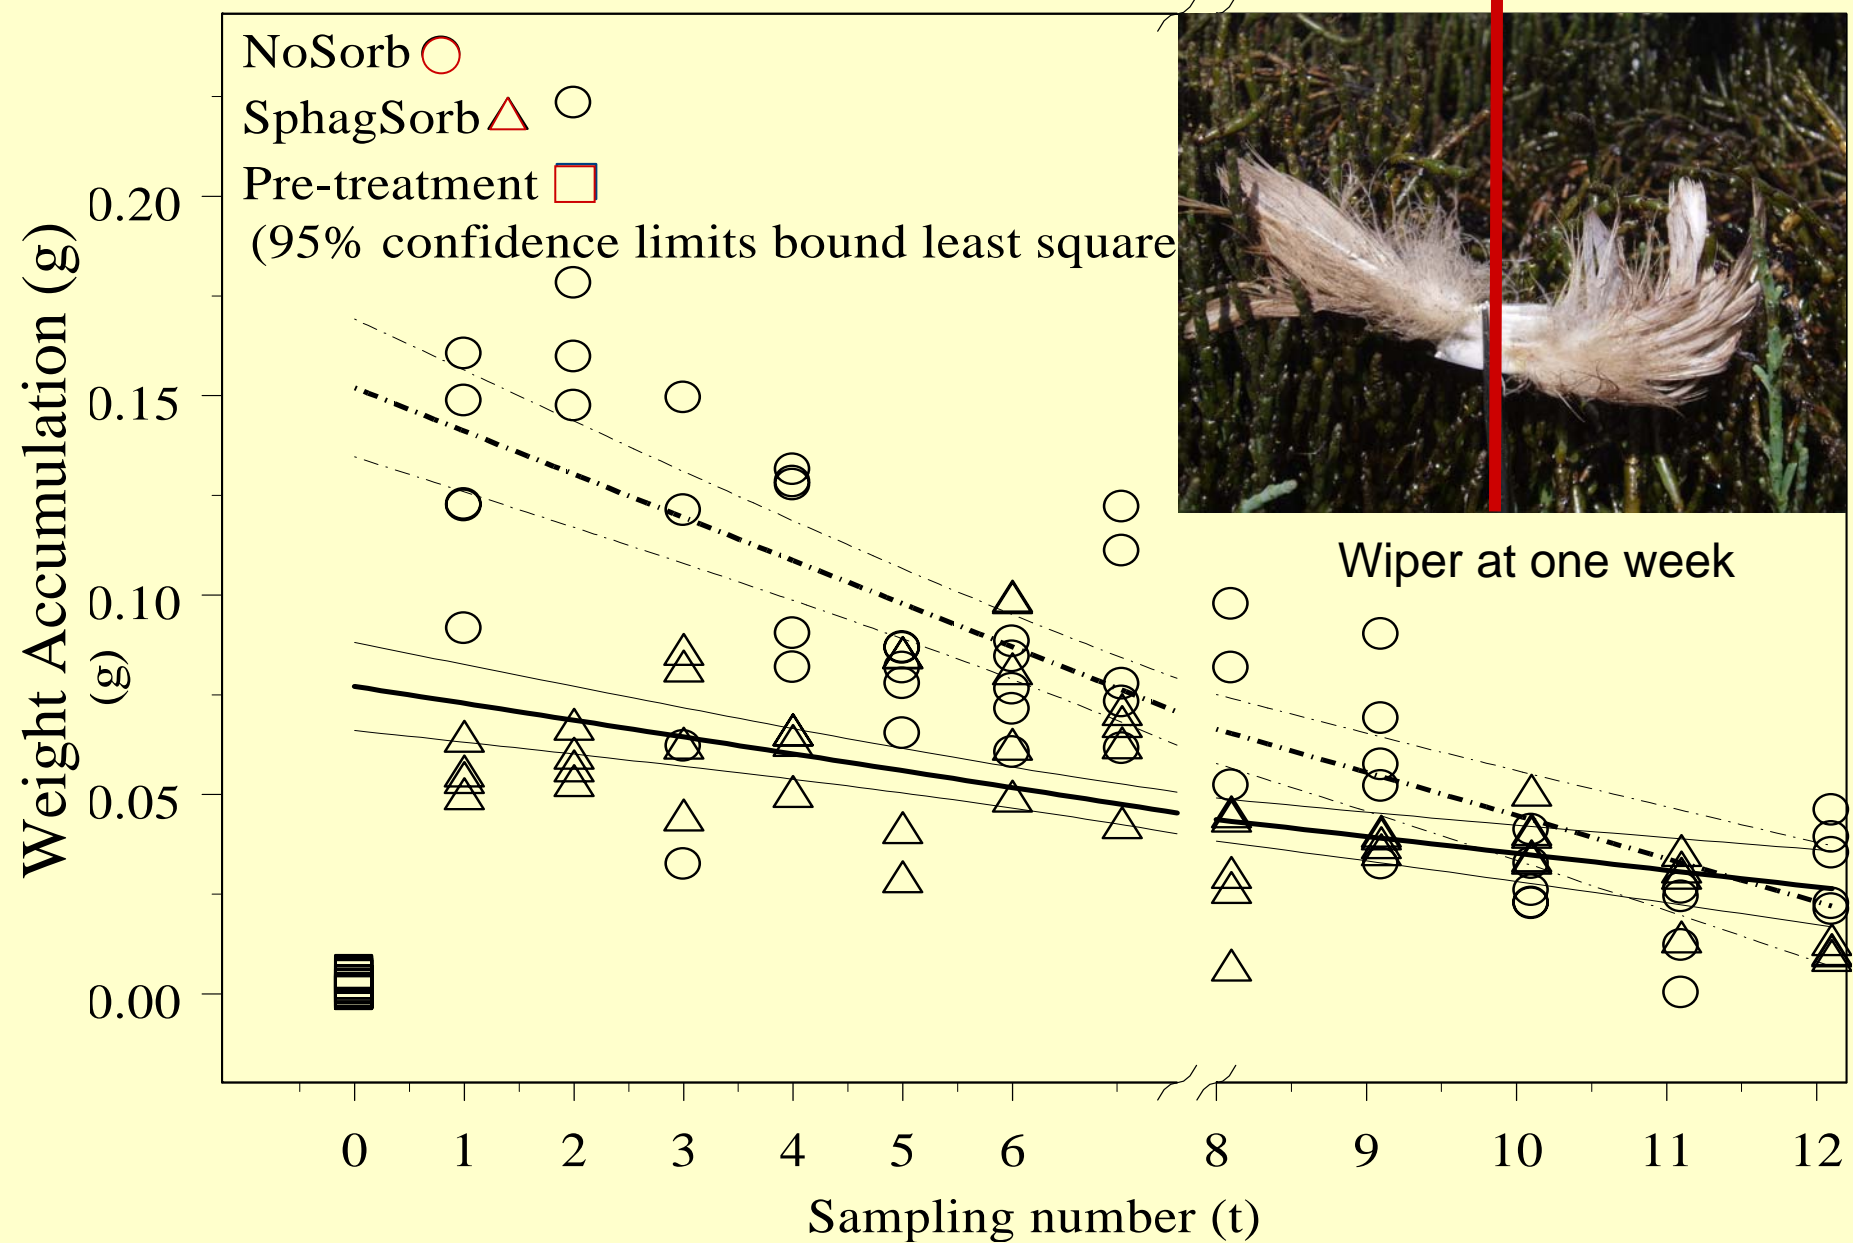 NoSorb
SphagSorb
Pre-treatment
(95% confidence limits bound least square
Wiper at one week
Weight Accumulation (g)
(g)
0.20
0.15
0.10
0.05
0.00
0 1 2 3 4 5 6 8 9 10 11 12
Sampling number (t)